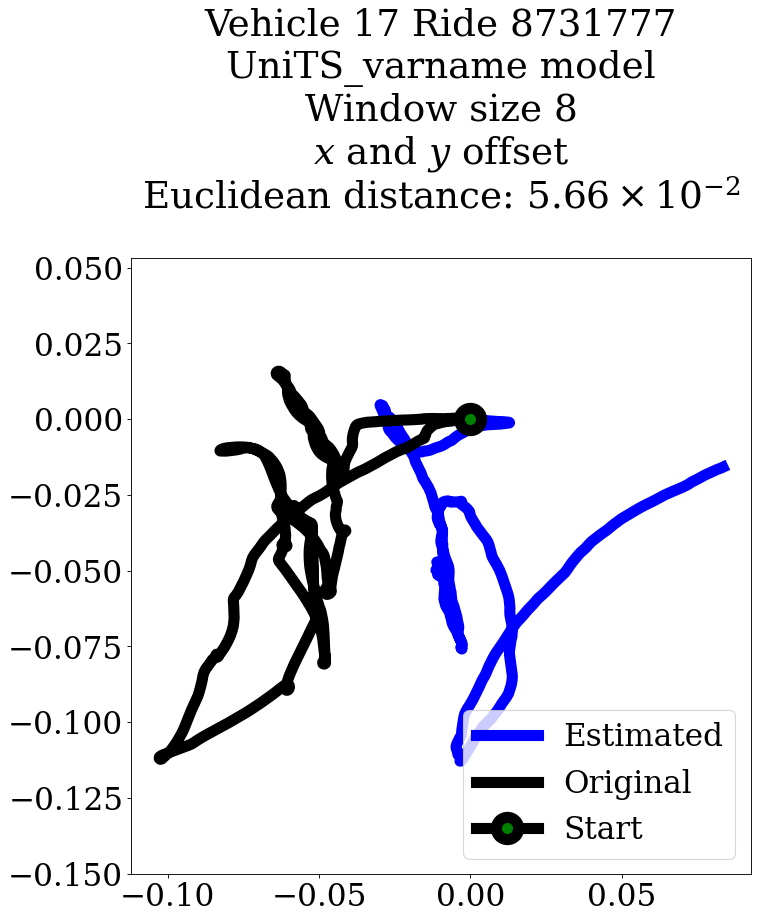 Vehicle 17 Ride 8731777
UniTS_varname model
Window size 8
x and y offset
Euclidean distance: 5.66 × 10⁻²
0.050
0.025
0.000
−0.025
−0.050
−0.075
−0.100
−0.125
−0.150
Estimated
Original
Start
−0.10 −0.05 0.00 0.05